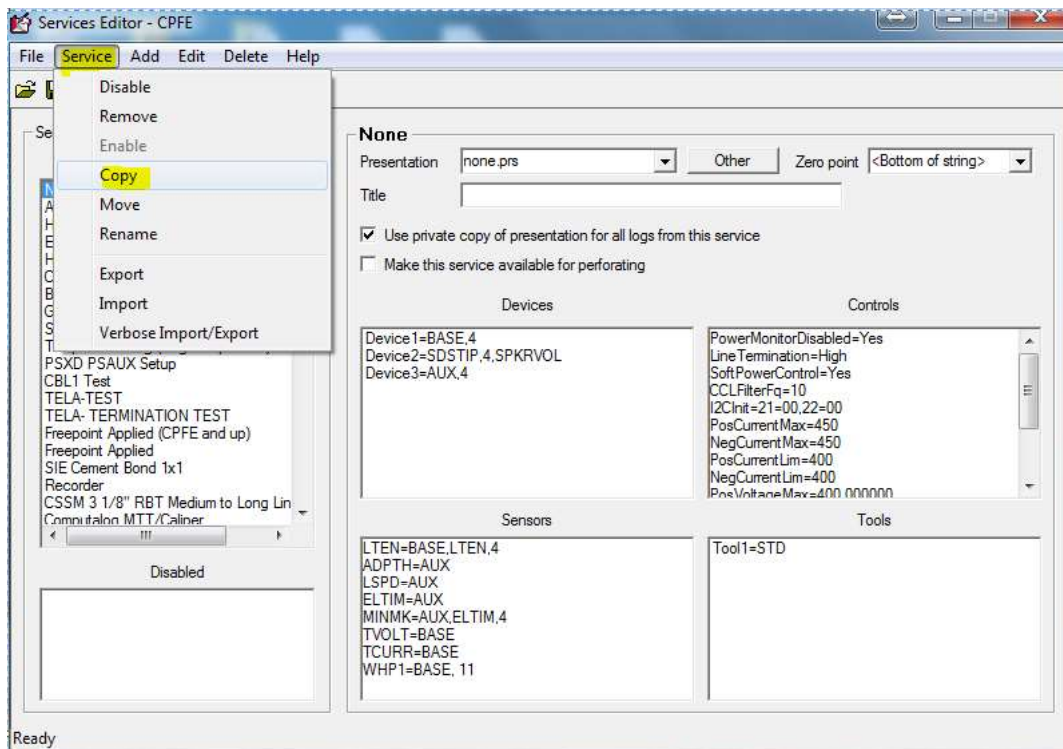 Services Editor - CPFE
File Service Add Edit Delete Help
Disable
Remove
Enable
Copy
Move
Rename
Export
Import
Verbose Import/Export
Se
N
A
H
E
H
C
B
G
S
PSXD PSAUX Setup
CBL1 Test
TELA-TEST
TELA- TERMINATION TEST
Freepoint Applied (CPFE and up)
Freepoint Applied
SIE Cement Bond 1x1
Recorder
CSSM 3 1/8" RBT Medium to Long Lin
Computalog MTT/Caliper
Disabled
None
Presentation none.prs Other Zero point <Bottom of string>
Title
Use private copy of presentation for all logs from this service
Make this service available for perforating
Devices
Device1=BASE,4
Device2=SDSTIP,4,SPKRVOL
Device3=AUX,4
Controls
PowerMonitorDisabled=Yes
LineTermination=High
SoftPowerControl=Yes
CCLFilterFq=10
I2CInit=21=00,22=00
PosCurrentMax=450
NegCurrentMax=450
PosCurrentLim=400
NegCurrentLim=400
PosVoltageMax=400.000000
Sensors
LTEN=BASE,LTEN,4
ADPTH=AUX
LSPD=AUX
ELTIM=AUX
MINMK=AUX,ELTIM,4
TVOLT=BASE
TCURR=BASE
WHP1=BASE, 11
Tools
Tool1=STD
Ready